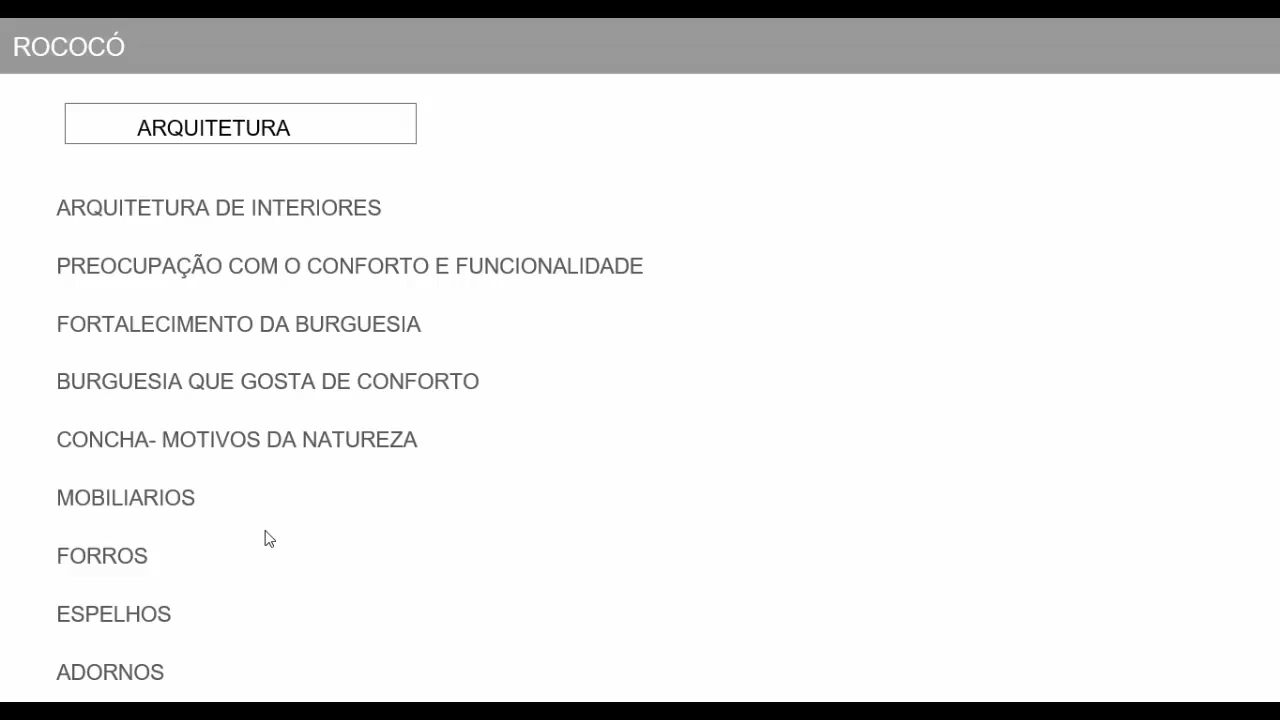 ROCOCÓ
ARQUITETURA
ARQUITETURA DE INTERIORES
PREOCUPAÇÃO COM O CONFORTO E FUNCIONALIDADE
FORTALECIMENTO DA BURGUESIA
BURGUESIA QUE GOSTA DE CONFORTO
CONCHA- MOTIVOS DA NATUREZA
MOBILIARIOS
FORROS
ESPELHOS
ADORNOS